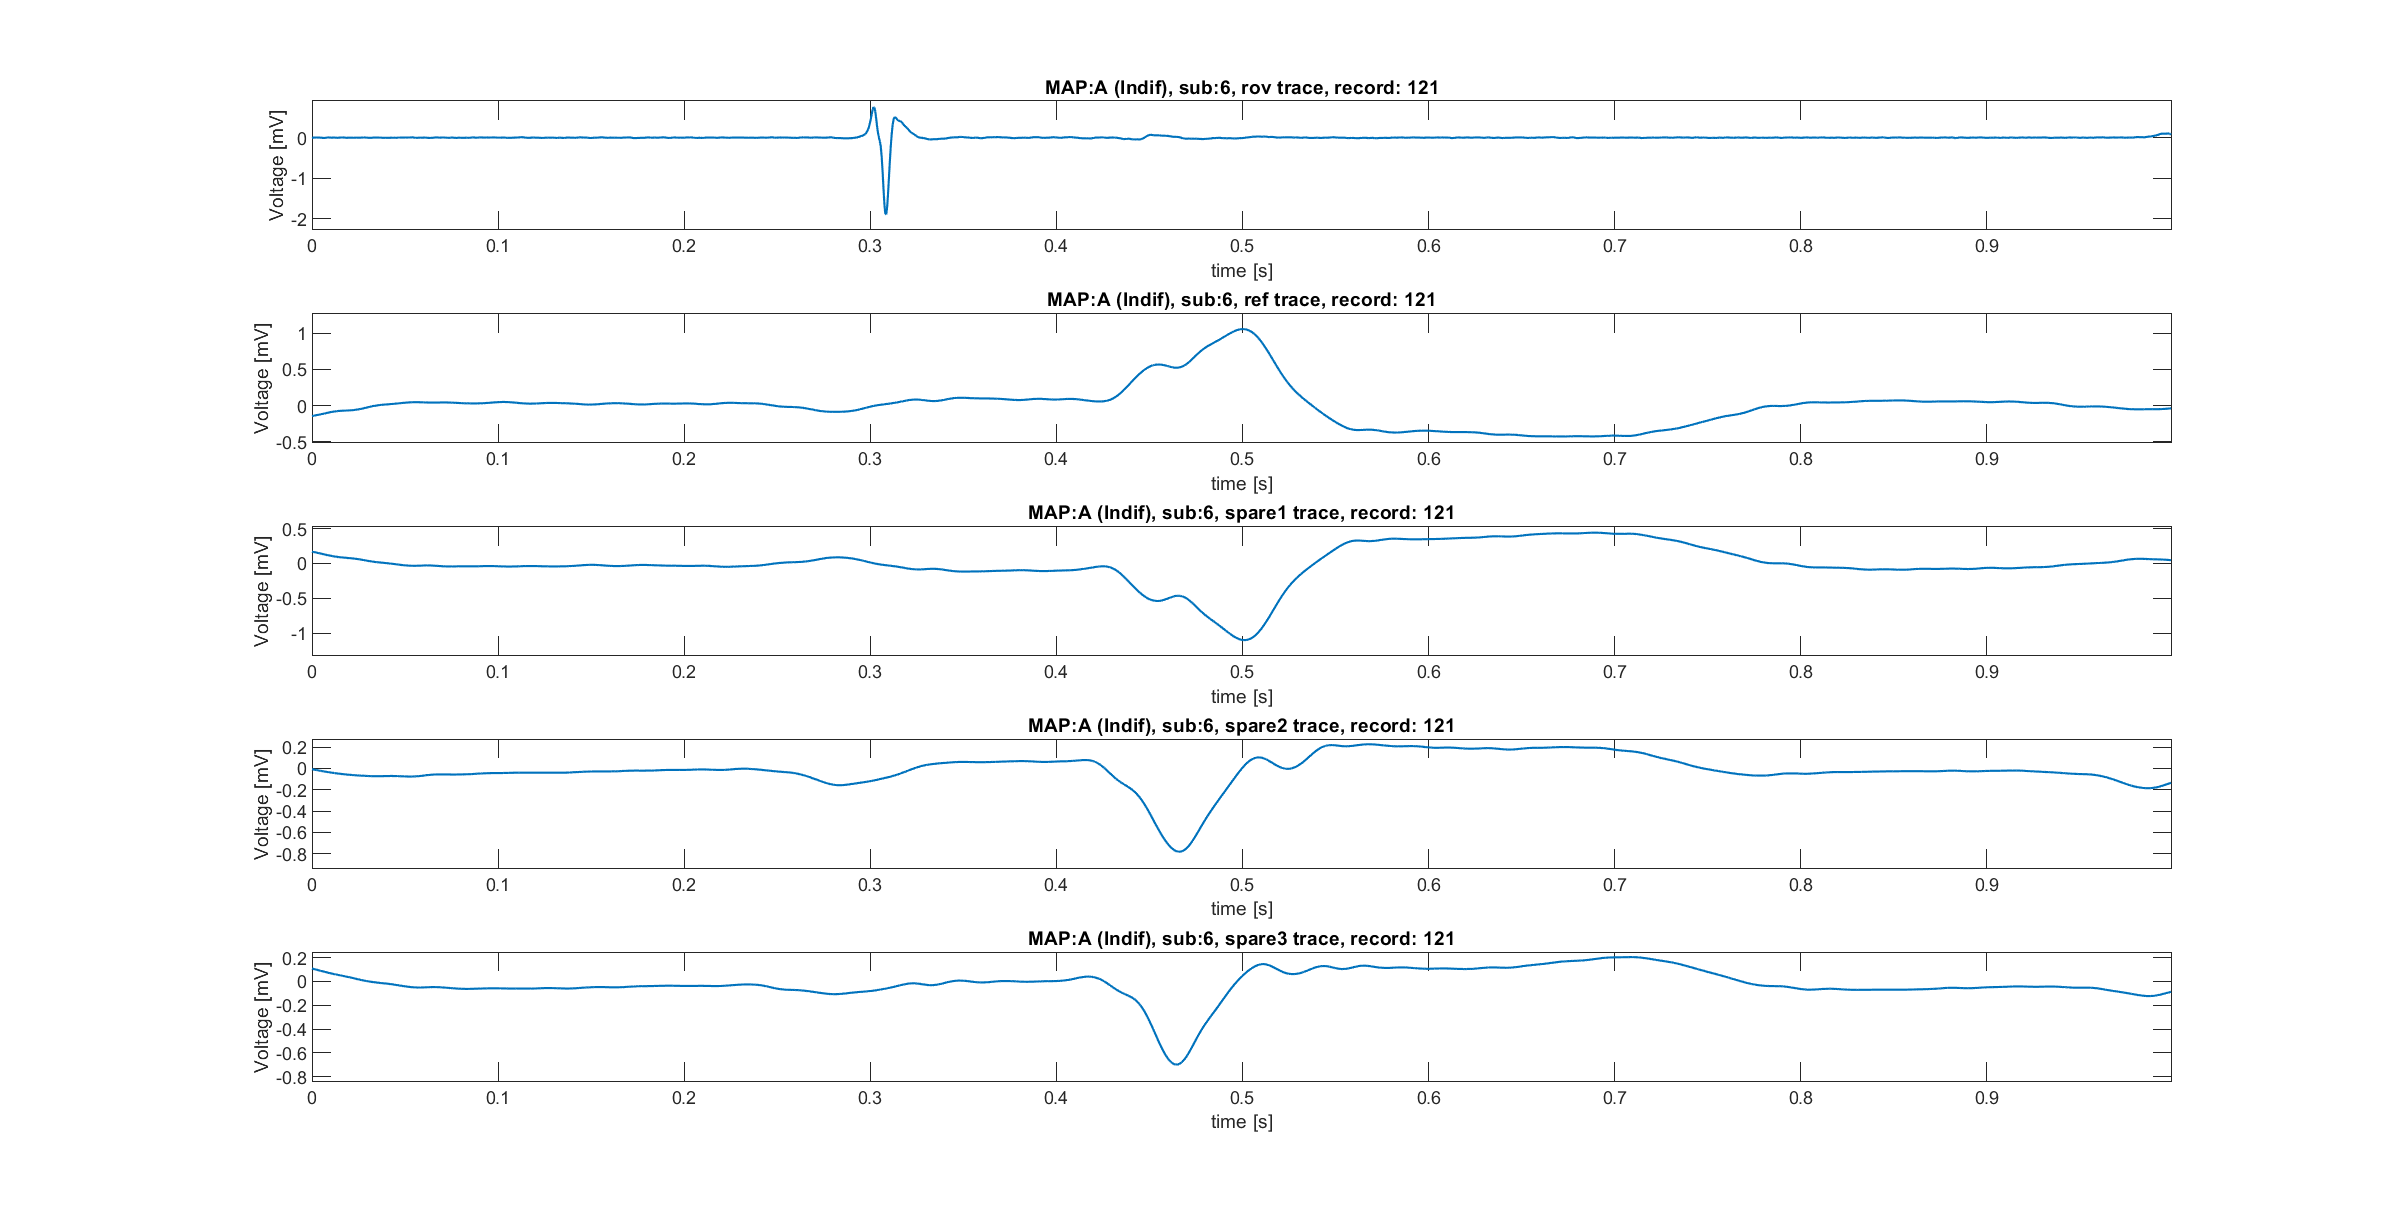 MAP:A (Indif), sub:6, rov trace, record: 121
Voltage [mV]
0
-1
-2
0 0.1 0.2 0.3 0.4 0.5 0.6 0.7 0.8 0.9
time [s]
MAP:A (Indif), sub:6, ref trace, record: 121
Voltage [mV]
1
0.5
0
-0.5
0 0.1 0.2 0.3 0.4 0.5 0.6 0.7 0.8 0.9
time [s]
MAP:A (Indif), sub:6, spare1 trace, record: 121
Voltage [mV]
0.5
0
-0.5
-1
0 0.1 0.2 0.3 0.4 0.5 0.6 0.7 0.8 0.9
time [s]
MAP:A (Indif), sub:6, spare2 trace, record: 121
Voltage [mV]
0.2
0
-0.2
-0.4
-0.6
-0.8
0 0.1 0.2 0.3 0.4 0.5 0.6 0.7 0.8 0.9
time [s]
MAP:A (Indif), sub:6, spare3 trace, record: 121
Voltage [mV]
0.2
0
-0.2
-0.4
-0.6
-0.8
0 0.1 0.2 0.3 0.4 0.5 0.6 0.7 0.8 0.9
time [s]